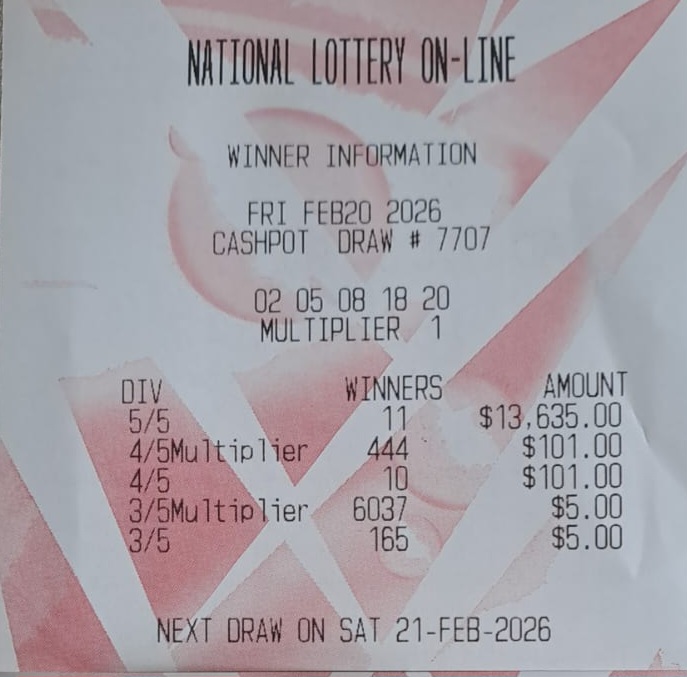 NATIONAL LOTTERY ON-LINE
WINNER INFORMATION
FRI FEB20 2026
CASHPOT DRAW # 7707
02 05 08 18 20
MULTIPLIER 1
DIV WINNERS AMOUNT
5/5 11 $13,635.00
4/5Multiplier 444 $101.00
4/5 10 $101.00
3/5Multiplier 6037 $5.00
3/5 165 $5.00
NEXT DRAW ON SAT 21-FEB-2026